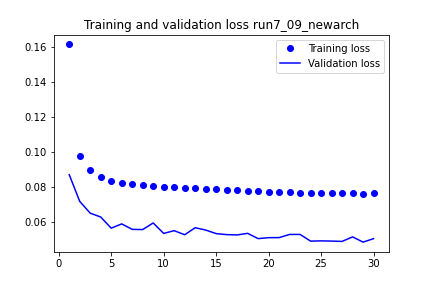 Training and validation loss run7_09_newarch
Training loss
Validation loss
0.16
0.14
0.12
0.10
0.08
0.06
0 5 10 15 20 25 30